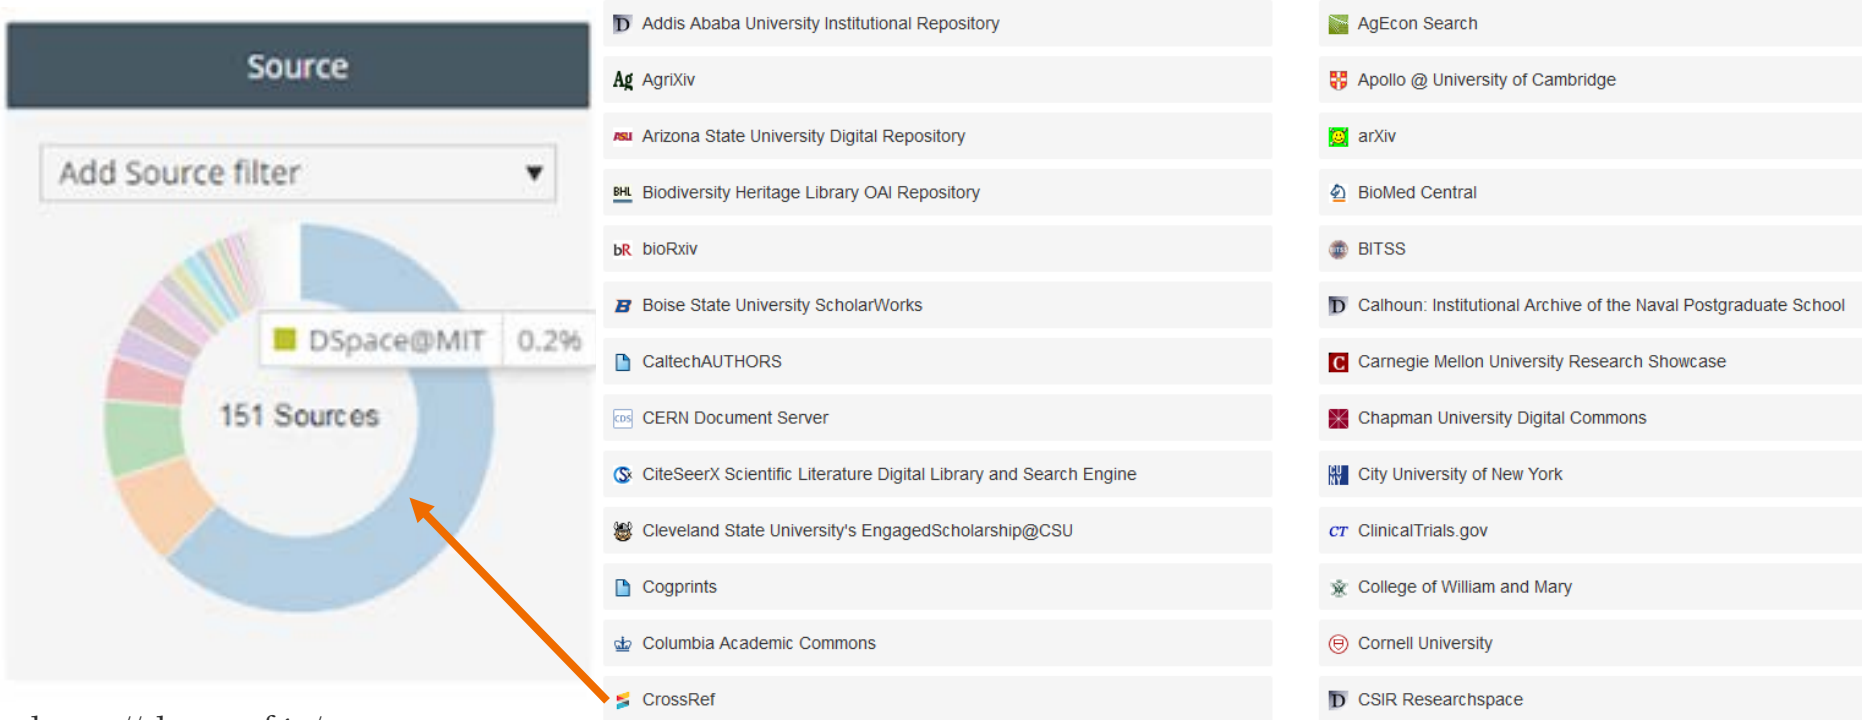 Source
Add Source filter
DSpace@MIT 0.2%
151 Sources
Addis Ababa University Institutional Repository
AgriXiv
Arizona State University Digital Repository
Biodiversity Heritage Library OAI Repository
bioRxiv
Boise State University ScholarWorks
CaltechAUTHORS
CERN Document Server
CiteSeerX Scientific Literature Digital Library and Search Engine
Cleveland State University's EngagedScholarship@CSU
Cogprints
Columbia Academic Commons
CrossRef
AgEcon Search
Apollo @ University of Cambridge
arXiv
BioMed Central
BITSS
Calhoun: Institutional Archive of the Naval Postgraduate School
Carnegie Mellon University Research Showcase
Chapman University Digital Commons
City University of New York
ClinicalTrials.gov
College of William and Mary
Cornell University
CSIR Researchspace